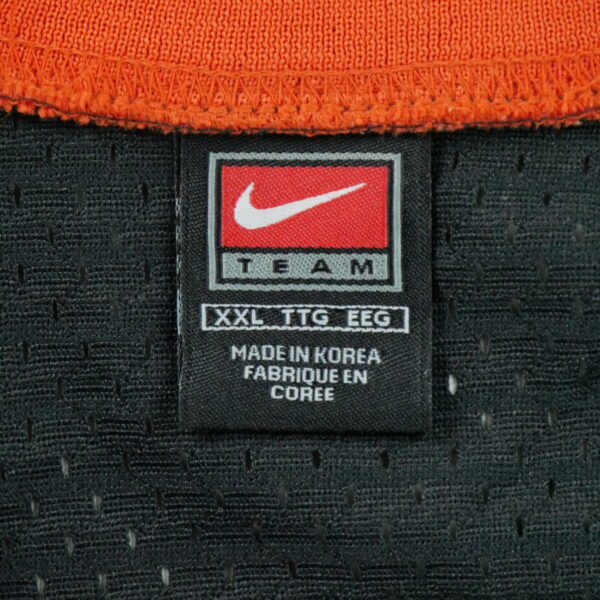 TEAM
XXL TTG EEG
MADE IN KOREA
FABRIQUE EN
COREE